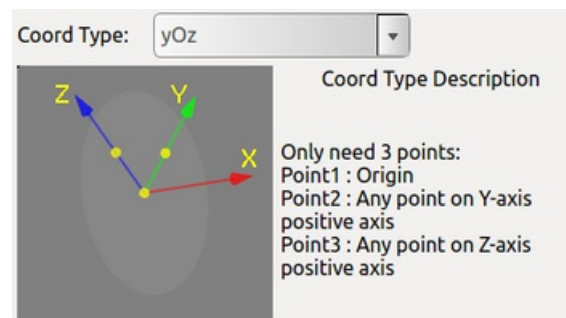 Coord Type: yOz
Coord Type Description
Z
Y
X
Only need 3 points:
Point1 : Origin
Point2 : Any point on Y-axis
positive axis
Point3 : Any point on Z-axis
positive axis